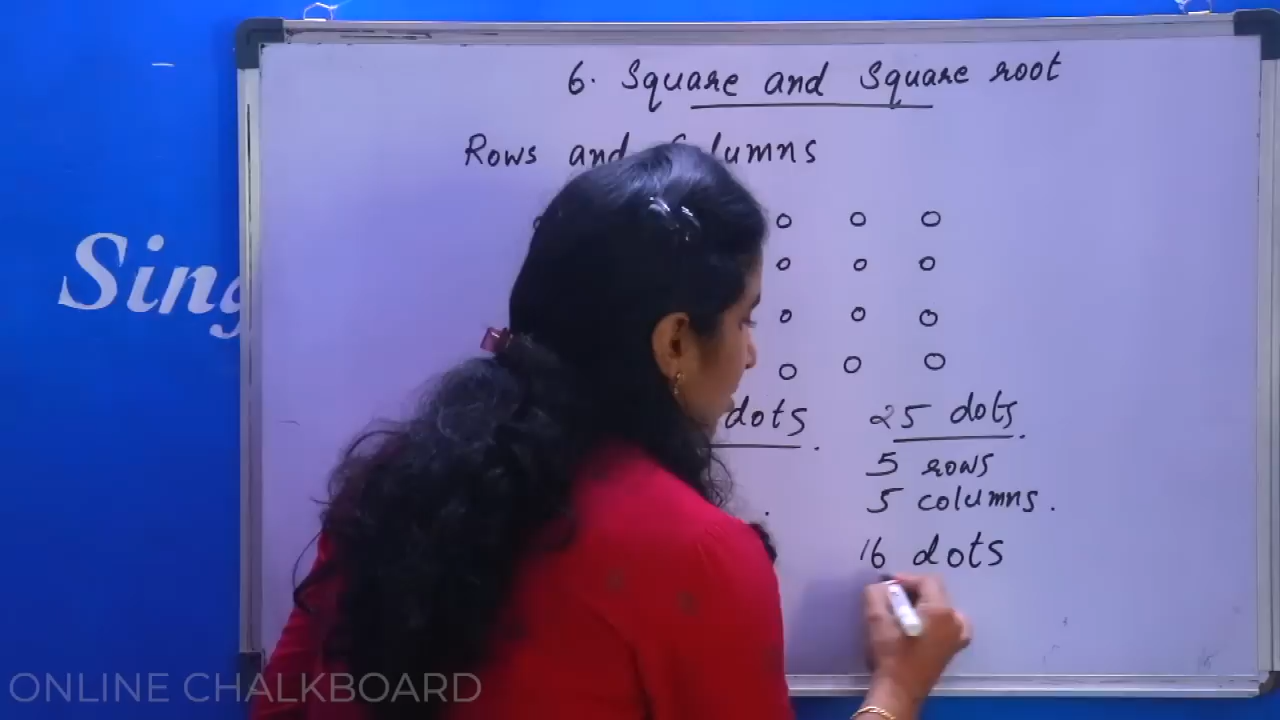 6. Square and Square root
Rows and Columns
dots. 25 dots.
5 rows
5 columns.
16 dots
Sing
ONLINE CHALKBOARD